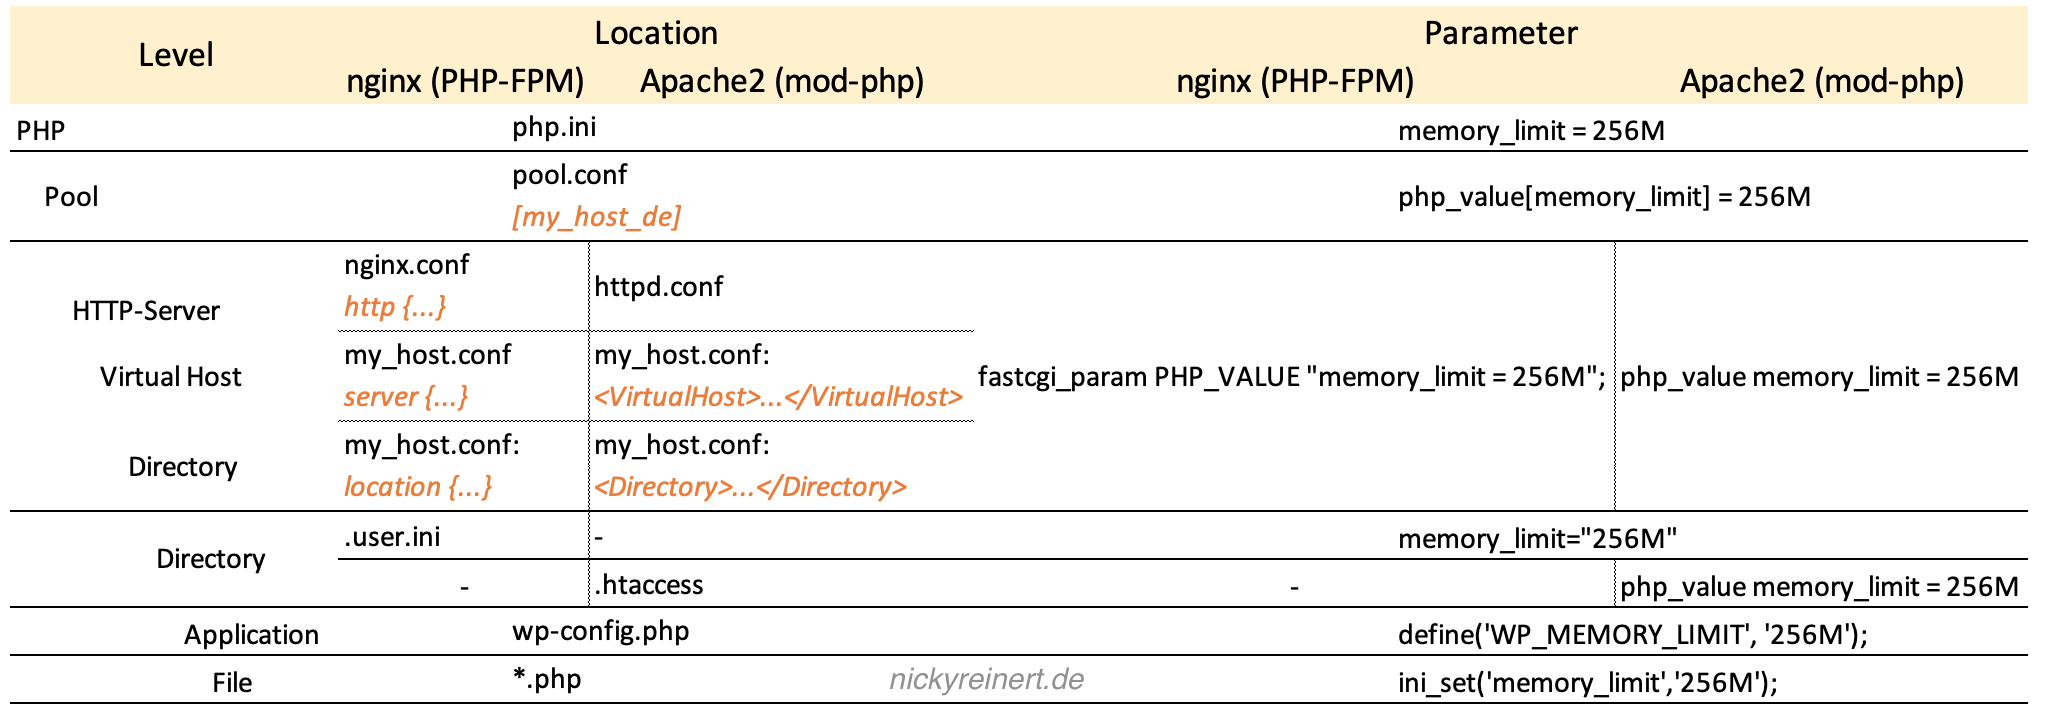 Level Location Parameter
nginx (PHP-FPM) Apache2 (mod-php) nginx (PHP-FPM) Apache2 (mod-php)
PHP php.ini memory_limit = 256M
Pool pool.conf
[my_host_de] php_value[memory_limit] = 256M
HTTP-Server nginx.conf
http {...} httpd.conf
Virtual Host my_host.conf
server {...}
my_host.conf:
<VirtualHost>...</VirtualHost>
fastcgi_param PHP_VALUE "memory_limit = 256M"; php_value memory_limit = 256M
Directory my_host.conf:
location {...}
my_host.conf:
<Directory>...</Directory>
Directory .user.ini - memory_limit="256M"
- .htaccess - php_value memory_limit = 256M
Application wp-config.php define('WP_MEMORY_LIMIT', '256M');
File *.php nickyreinert.de ini_set('memory_limit','256M');